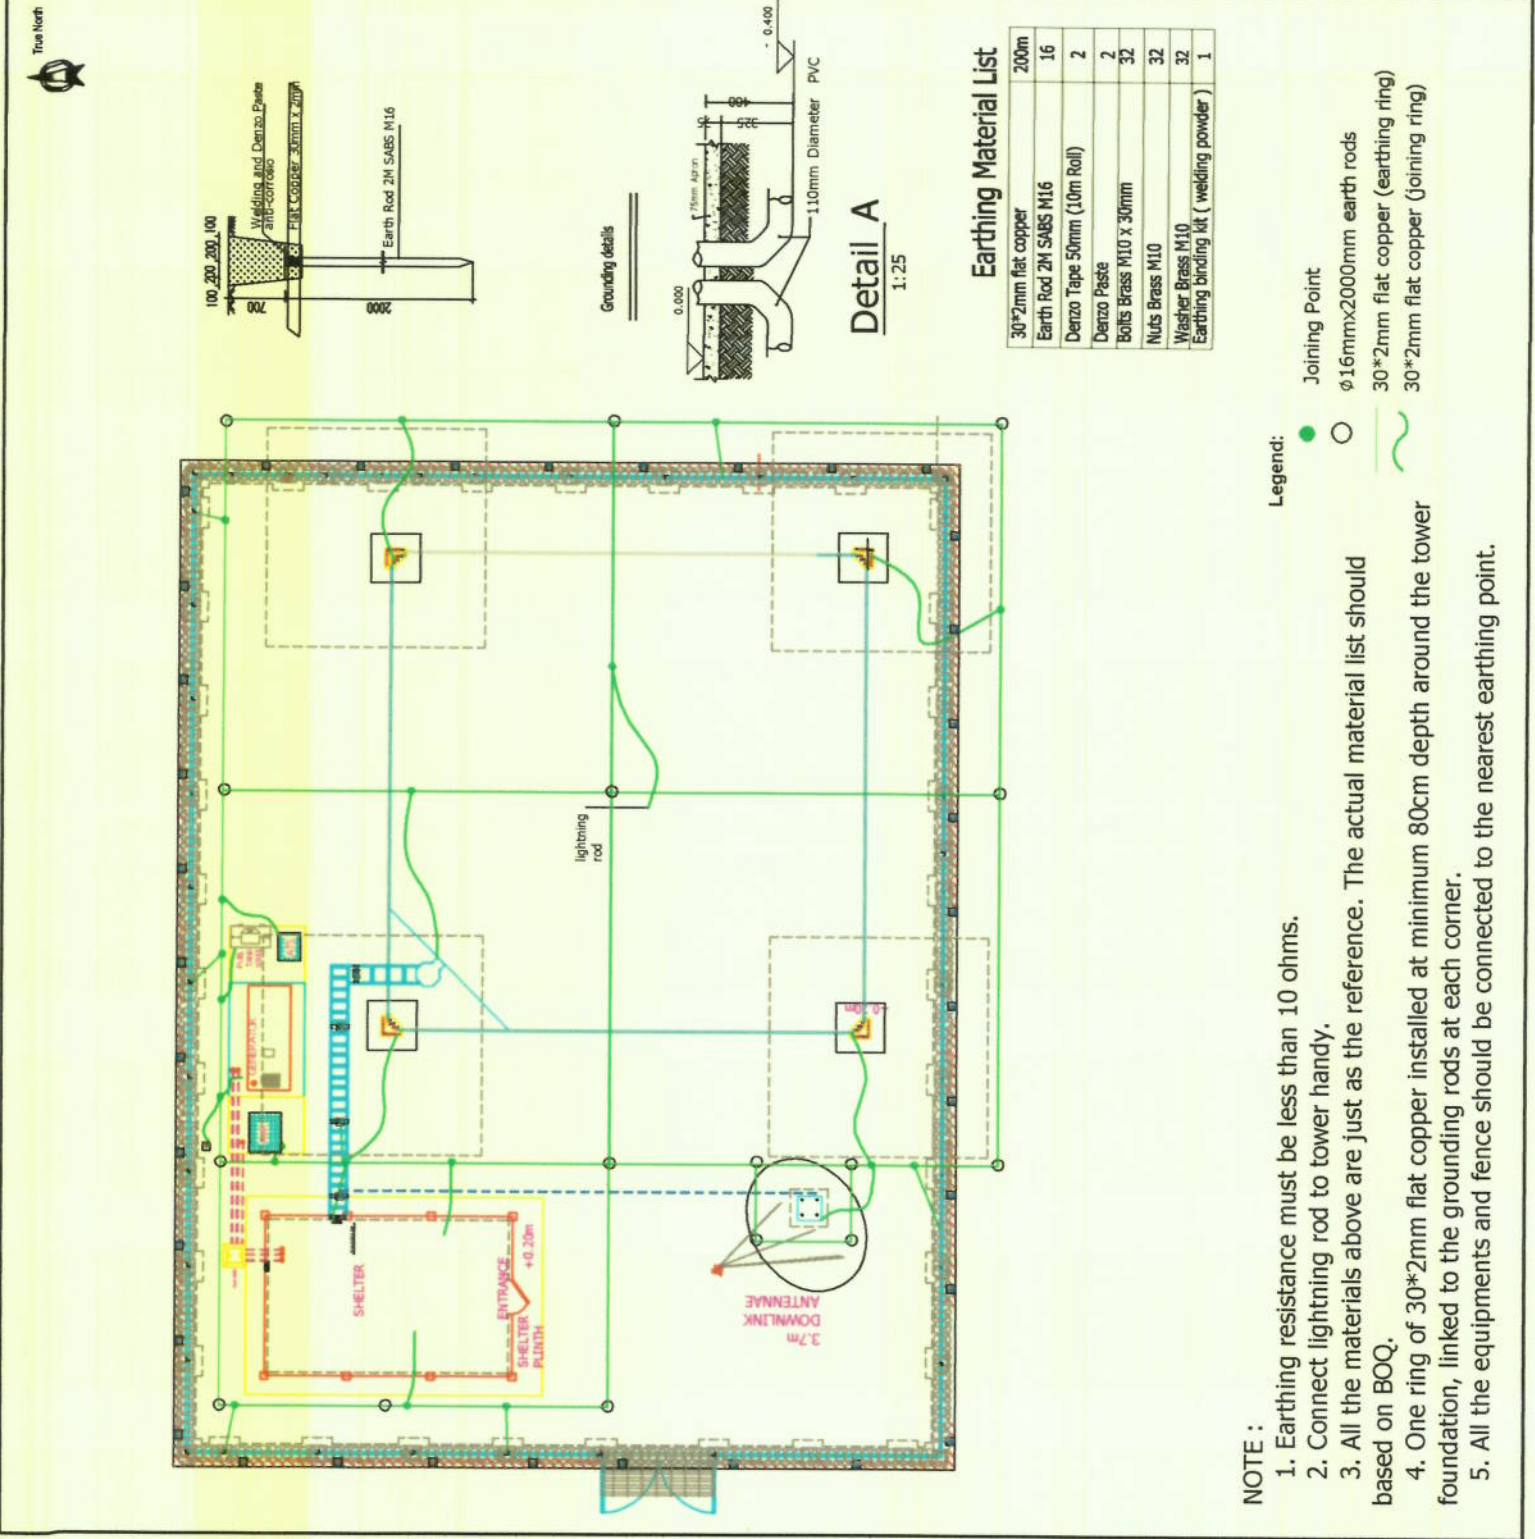 True North
Welding and Denzo Paste
anti-corrosio
Flat Copper 30mm x 2mm
Earth Rod 2M SABS M16
100 200 200 100
700
2000
Grounding details
0.000
75mm Apron
75
325
400
- 0.400
110mm Diameter PVC
Detail A
1:25
Earthing Material List
30*2mm flat copper 200m
Earth Rod 2M SABS M16 16
Denzo Tape 50mm (10m Roll) 2
Denzo Paste 2
Bolts Brass M10 x 30mm 32
Nuts Brass M10 32
Washer Brass M10 32
Earthing binding kit ( welding powder ) 1
Legend:
Joining Point
φ16mmx2000mm earth rods
30*2mm flat copper (earthing ring)
30*2mm flat copper (joining ring)
GENERATOR
lightning
rod
SHELTER
ENTRANCE
+0.20m
SHELTER
PLINTH
3.7m
DOWNLINK
ANTENNAE
NOTE :
1. Earthing resistance must be less than 10 ohms.
2. Connect lightning rod to tower handy.
3. All the materials above are just as the reference. The actual material list should
based on BOQ.
4. One ring of 30*2mm flat copper installed at minimum 80cm depth around the tower
foundation, linked to the grounding rods at each corner.
5. All the equipments and fence should be connected to the nearest earthing point.